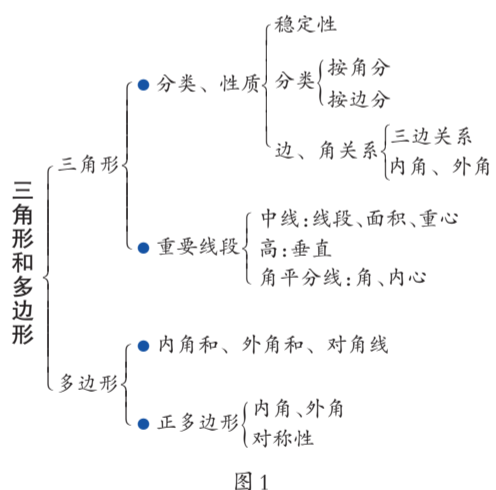 三角形和多边形
三角形
分类、性质
稳定性
分类
按角分
按边分
边、角关系
三边关系
内角、外角
重要线段
中线:线段、面积、重心
高:垂直
角平分线:角、内心
多边形
内角和、外角和、对角线
正多边形
内角、外角
对称性
图1